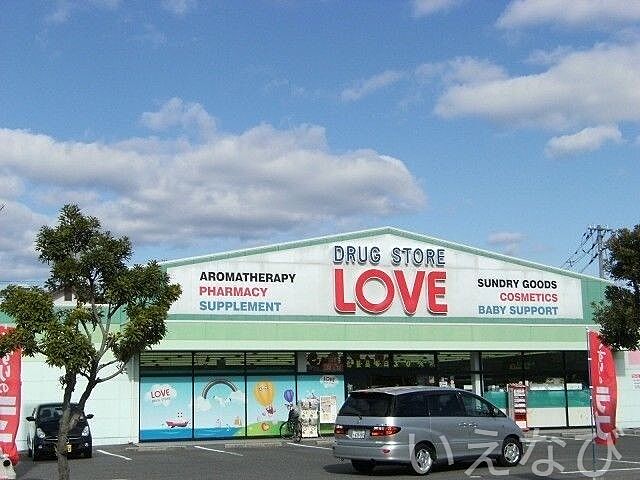 DRUG STORE
LOVE
AROMATHERAPY
PHARMACY
SUPPLEMENT
SUNDRY GOODS
COSMETICS
BABY SUPPORT
LOVE
いえなび